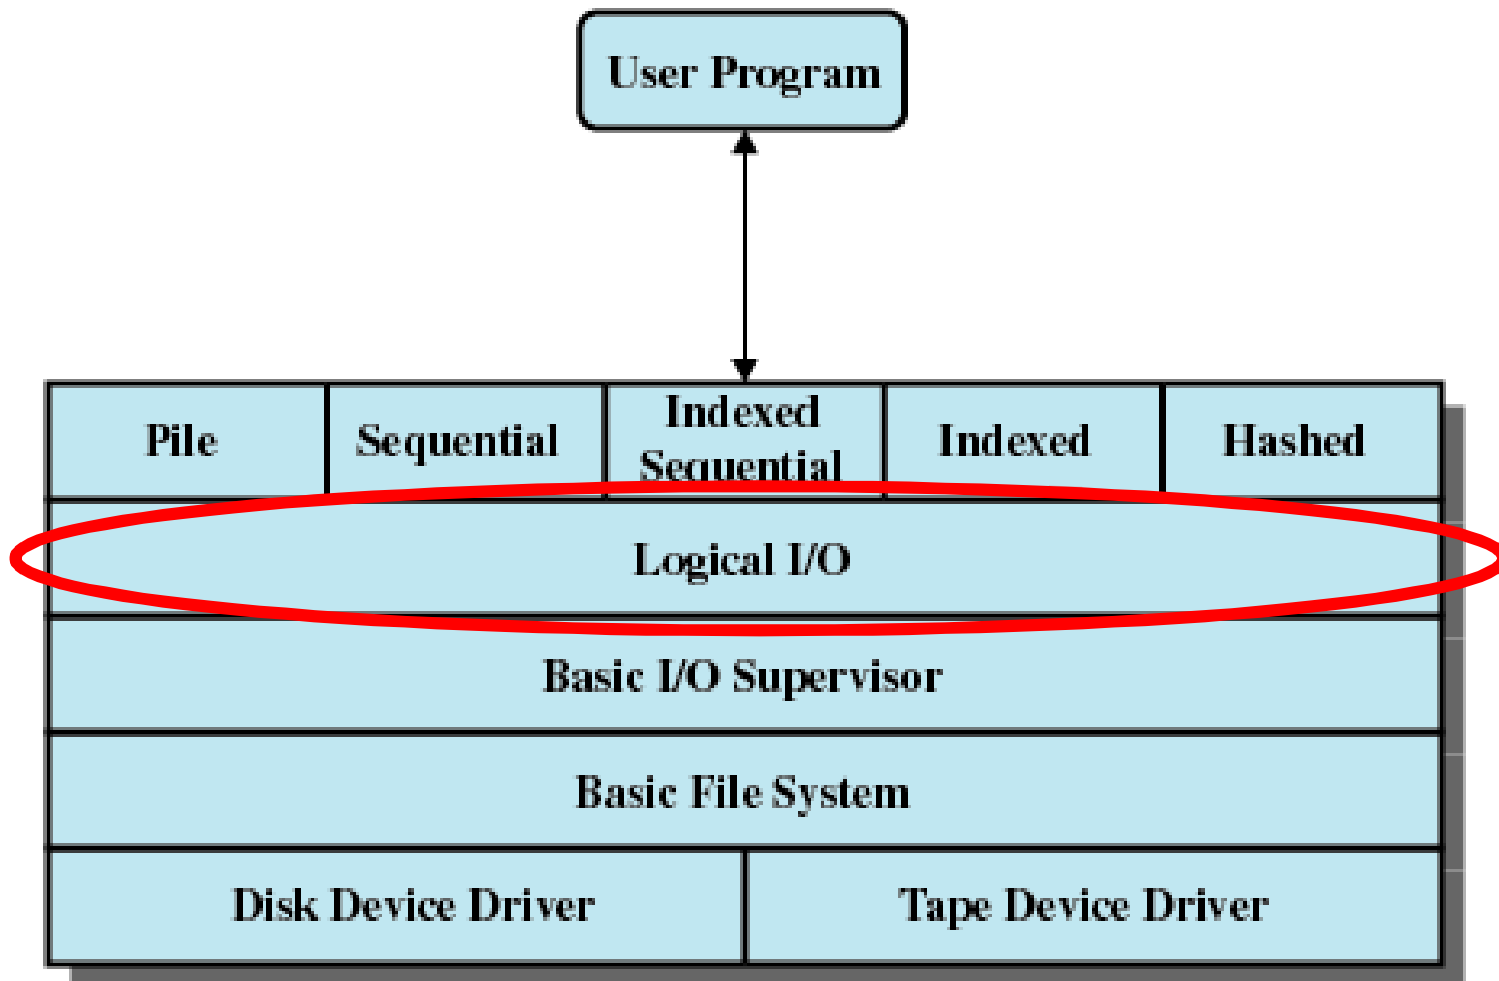 User Program
Pile
Sequential
Indexed
Sequential
Indexed
Hashed
Logical I/O
Basic I/O Supervisor
Basic File System
Disk Device Driver
Tape Device Driver